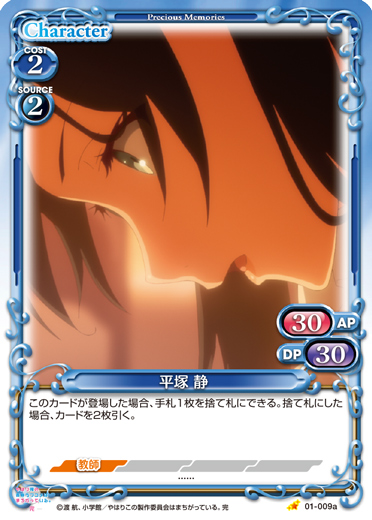 Precious Memories
Character
COST
2
SOURCE
2
30 AP
DP 30
平塚 静
このカードが登場した場合、手札1枚を捨て札にできる。捨て札にした
場合、カードを2枚引く。
教師
……
©渡 航、小学館／やはりこの製作委員会はまちがっている。完
01-009a